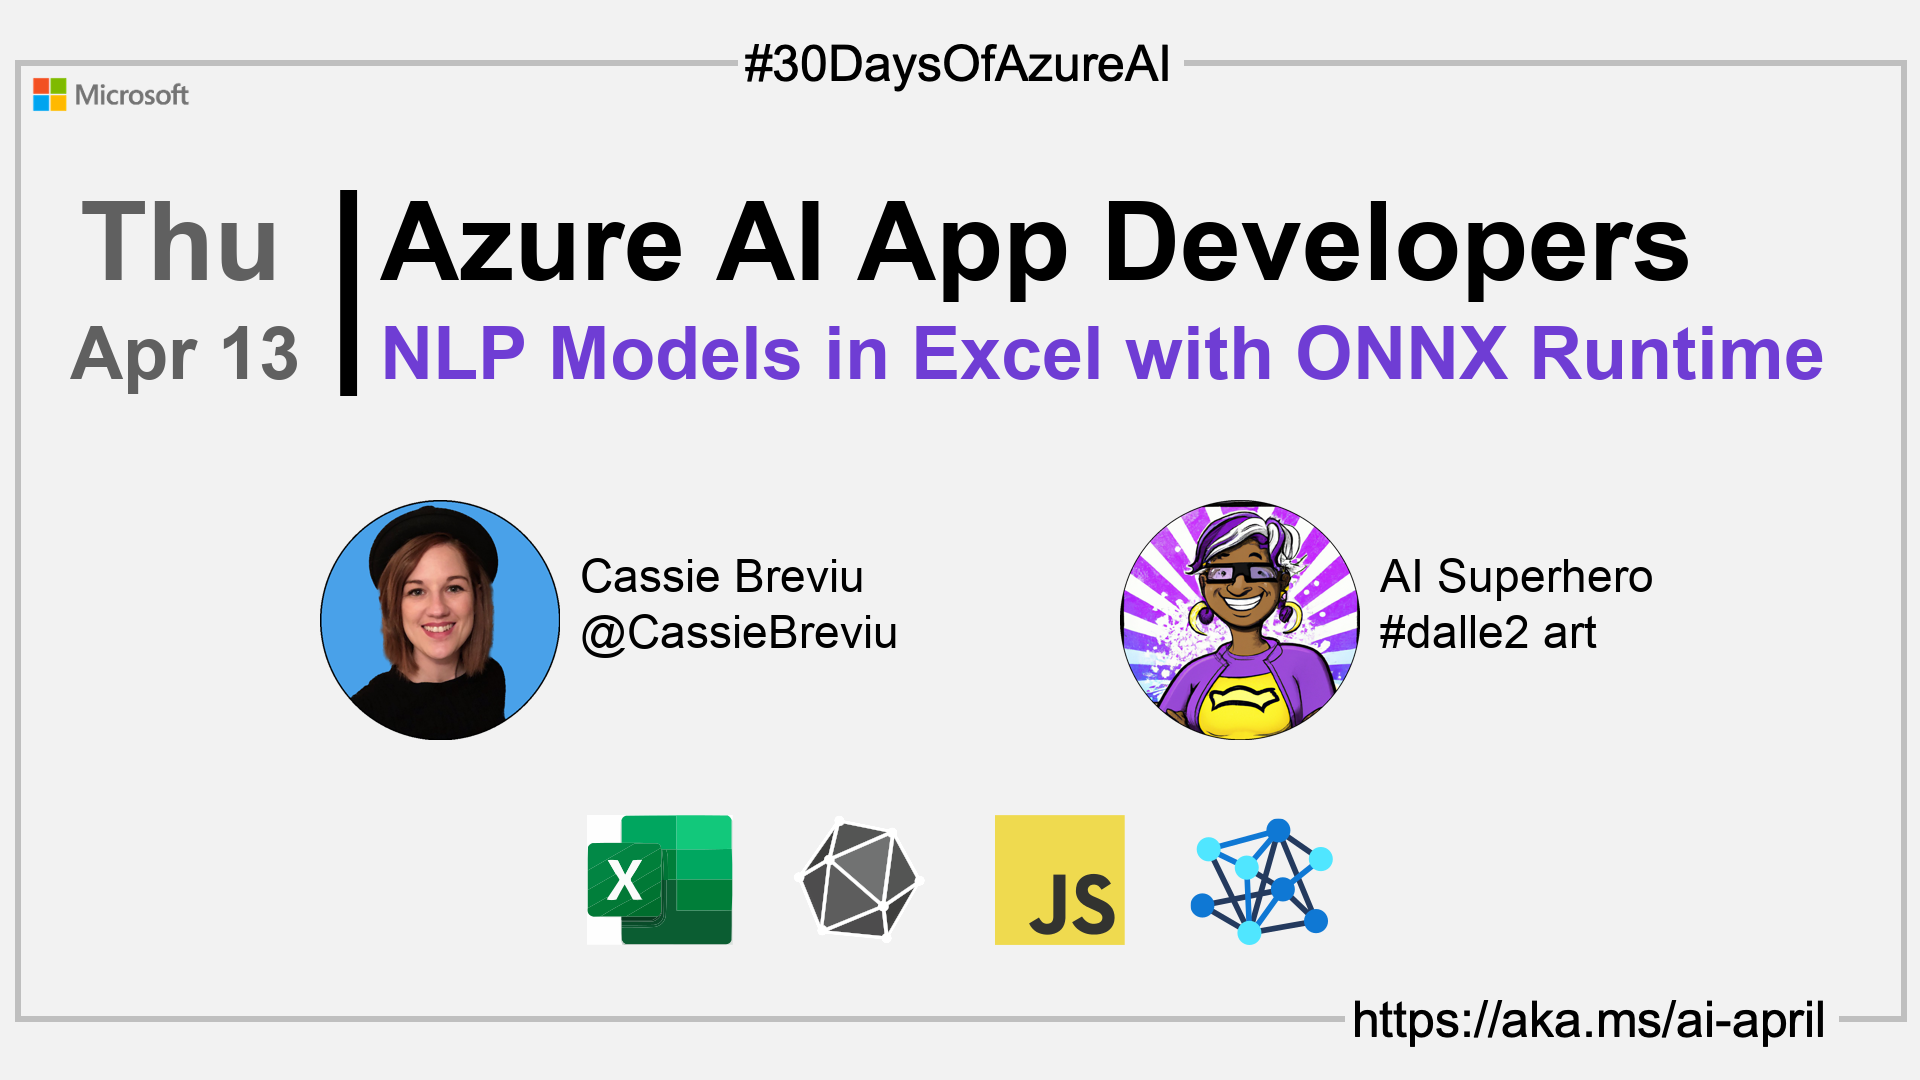 #30DaysOfAzureAI
Microsoft
Thu
Apr 13
Azure AI App Developers
NLP Models in Excel with ONNX Runtime
Cassie Breviu
@CassieBreviu
AI Superhero
#dalle2 art
X
JS
https://aka.ms/ai-april